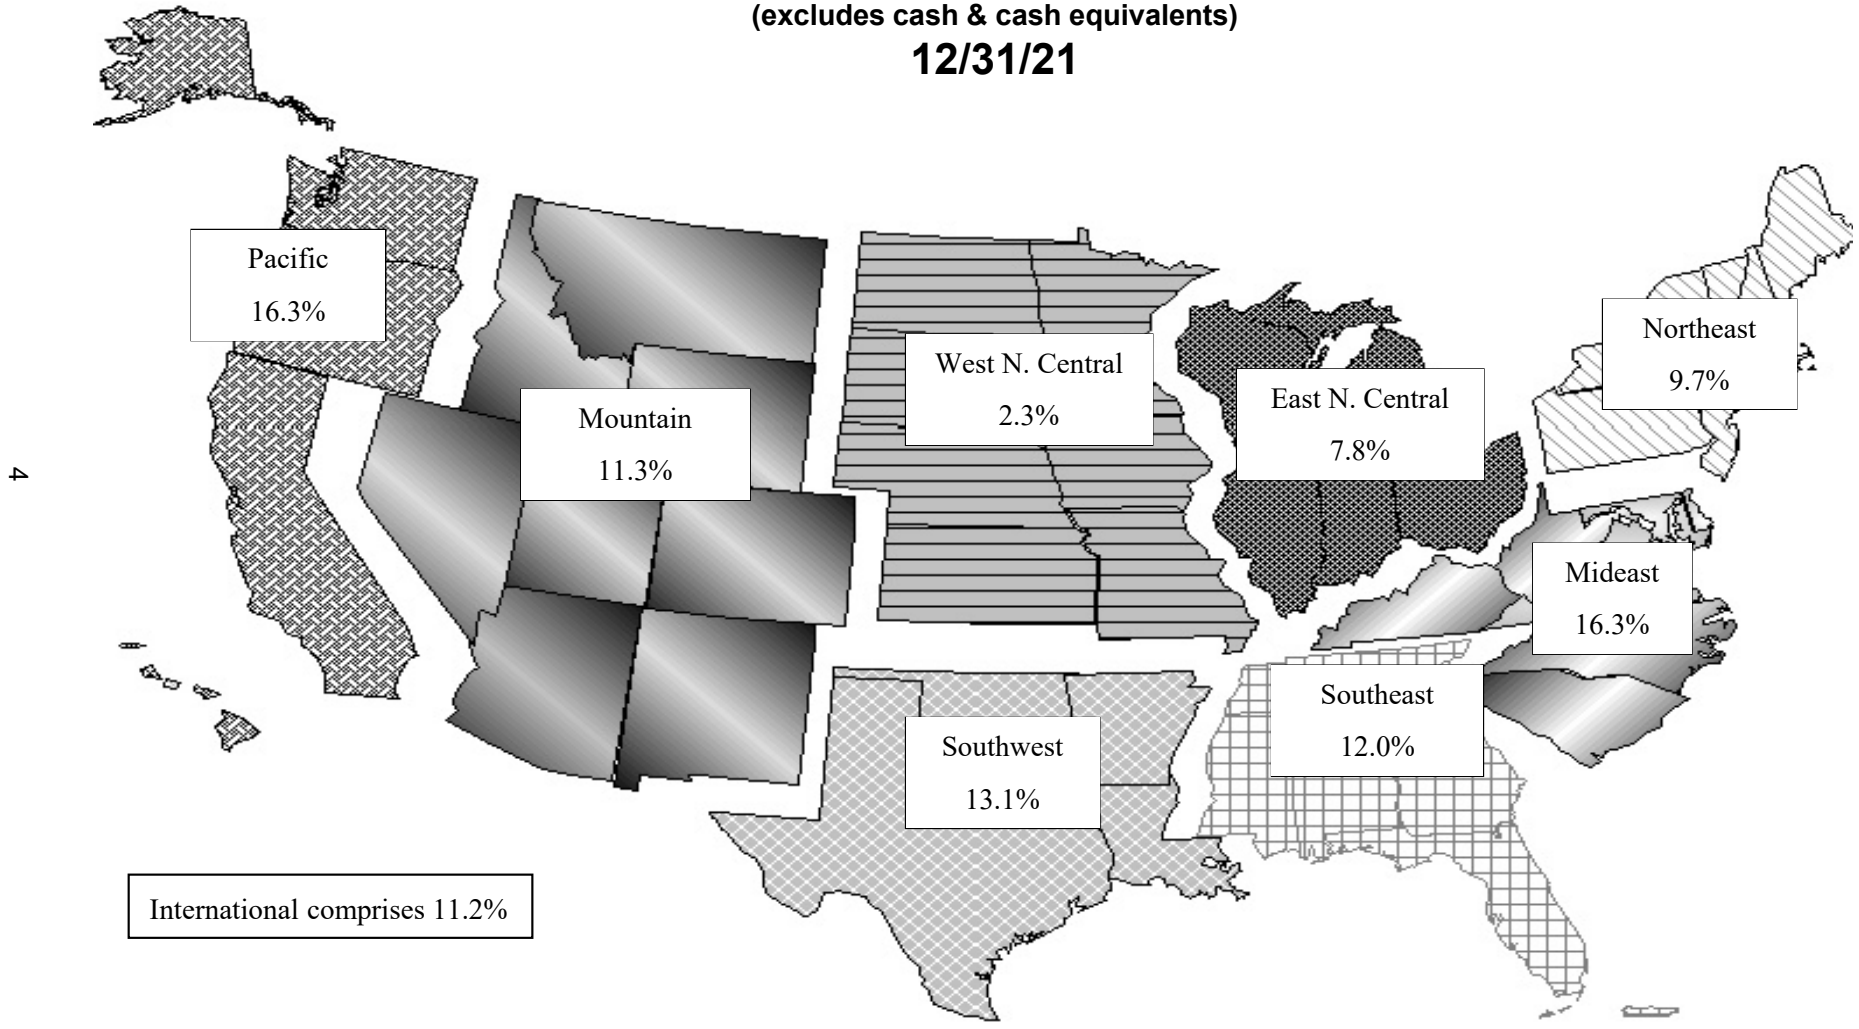 (excludes cash & cash equivalents)
12/31/21
Pacific
16.3%
Mountain
11.3%
West N. Central
2.3%
East N. Central
7.8%
Northeast
9.7%
Mideast
16.3%
Southeast
12.0%
Southwest
13.1%
International comprises 11.2%
4